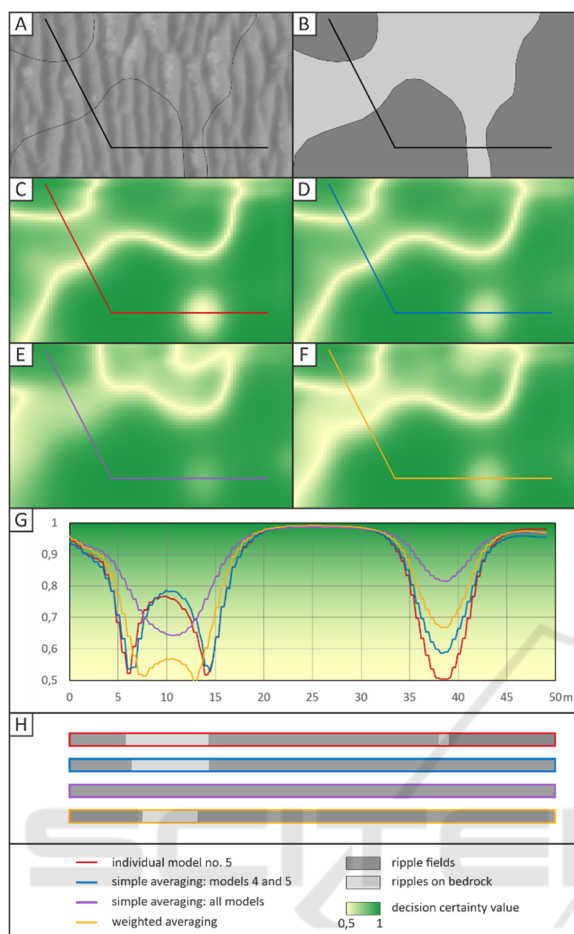 A
B
C
D
E
F
G
1
0,9
0,8
0,7
0,6
0,5
0 5 10 15 20 25 30 35 40 45 50m
H
SCITE
individual model no. 5
simple averaging: models 4 and 5
simple averaging: all models
weighted averaging
ripple fields
ripples on bedrock
decision certainty value
0,5 1